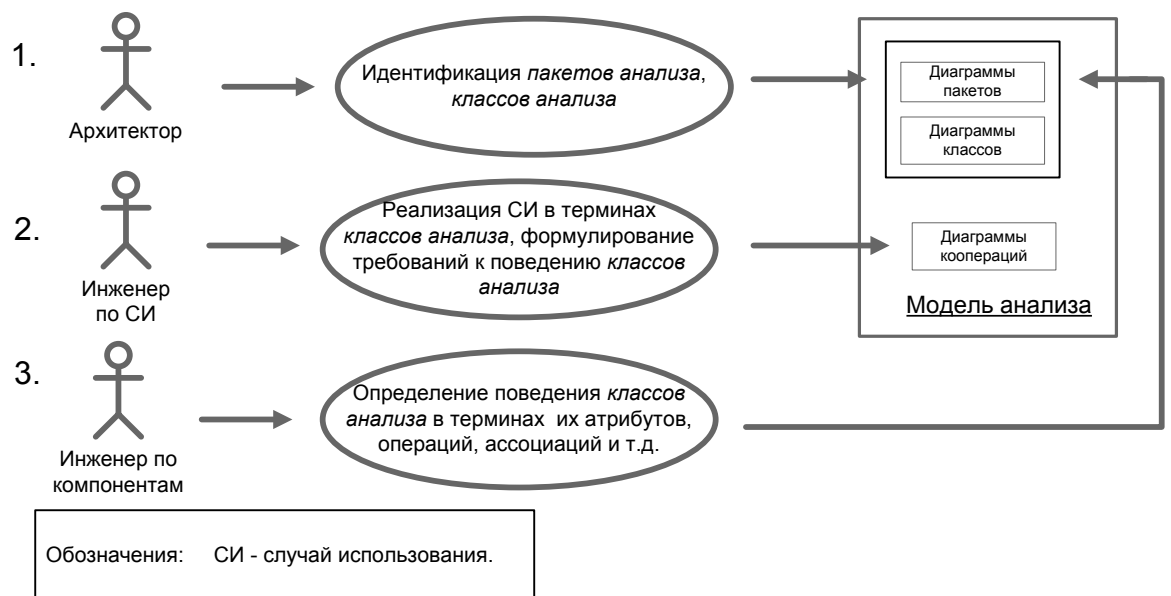 1.
Архитектор
Идентификация пакетов анализа,
классов анализа
Диаграммы
пакетов
Диаграммы
классов
2.
Инженер
по СИ
Реализация СИ в терминах
классов анализа, формулирование
требований к поведению классов
анализа
Диаграммы
коопераций
Модель анализа
3.
Инженер по
компонентам
Определение поведения классов
анализа в терминах их атрибутов,
операций, ассоциаций и т.д.
Обозначения: СИ - случай использования.